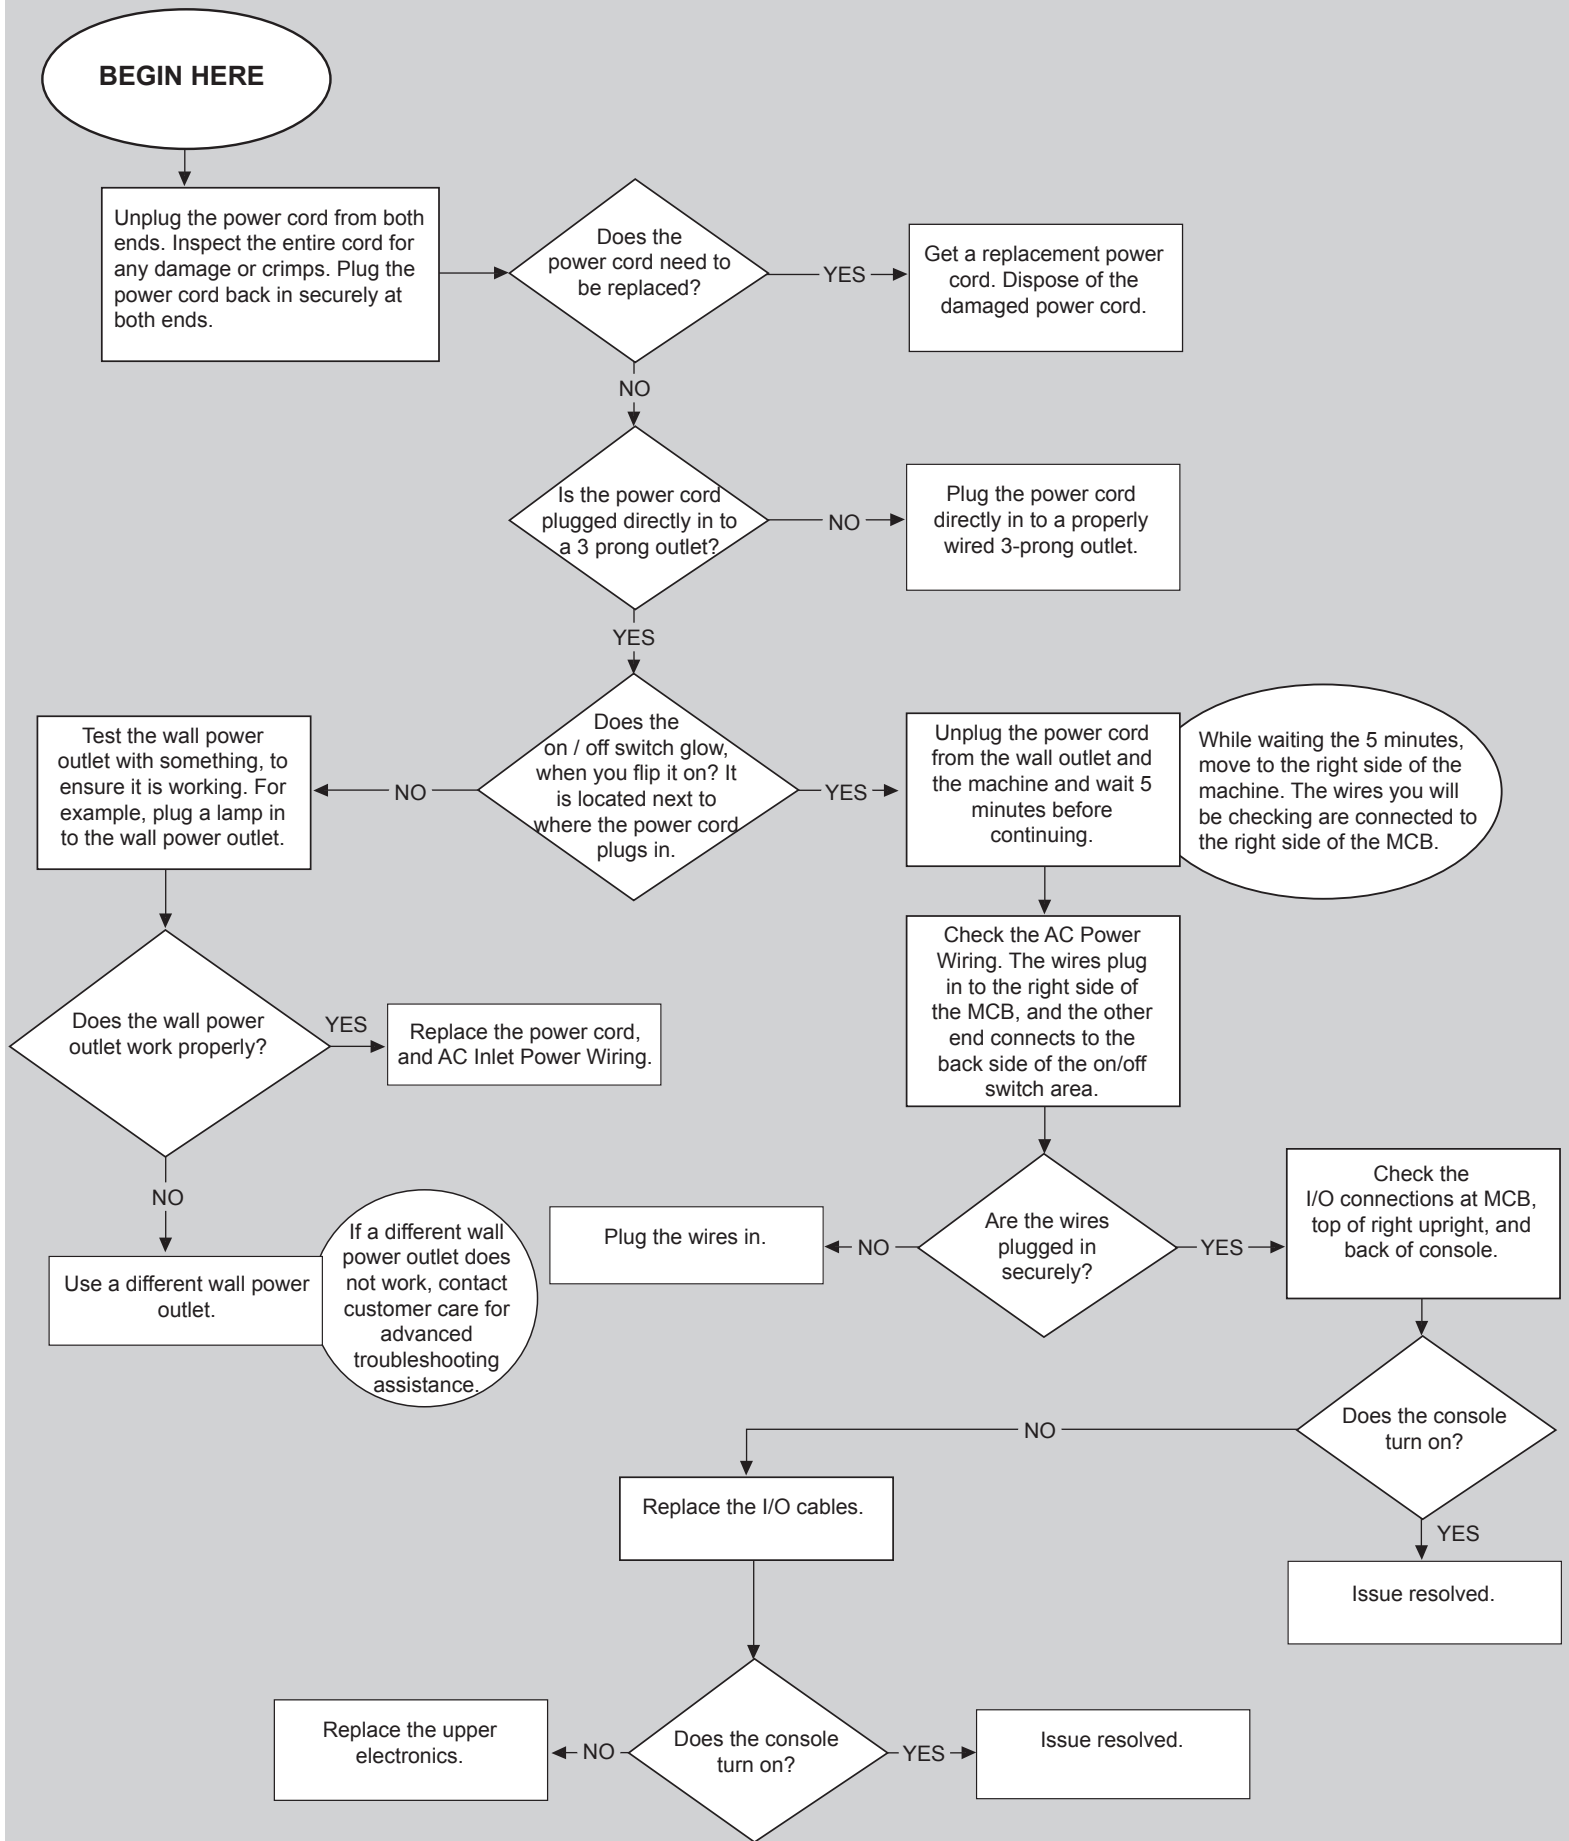 BEGIN HERE
Unplug the power cord from both
ends. Inspect the entire cord for
any damage or crimps. Plug the
power cord back in securely at
both ends.
Does the
power cord need to
be replaced?
YES
Get a replacement power
cord. Dispose of the
damaged power cord.
NO
Is the power cord
plugged directly in to
a 3 prong outlet?
NO
Plug the power cord
directly in to a properly
wired 3-prong outlet.
YES
Does the
on / off switch glow,
when you flip it on? It
is located next to
where the power cord
plugs in.
NO
Test the wall power
outlet with something, to
ensure it is working. For
example, plug a lamp in
to the wall power outlet.
YES
Unplug the power cord
from the wall outlet and
the machine and wait 5
minutes before
continuing.
While waiting the 5 minutes,
move to the right side of the
machine. The wires you will
be checking are connected to
the right side of the MCB.
Does the wall power
outlet work properly?
YES
Replace the power cord,
and AC Inlet Power Wiring.
NO
Use a different wall power
outlet.
If a different wall
power outlet does
not work, contact
customer care for
advanced
troubleshooting
assistance.
Check the AC Power
Wiring. The wires plug
in to the right side of
the MCB, and the other
end connects to the
back side of the on/off
switch area.
Are the wires
plugged in
securely?
NO
Plug the wires in.
YES
Check the
I/O connections at MCB,
top of right upright, and
back of console.
Does the console
turn on?
NO
YES
Issue resolved.
Replace the I/O cables.
Does the console
turn on?
NO
Replace the upper
electronics.
YES
Issue resolved.